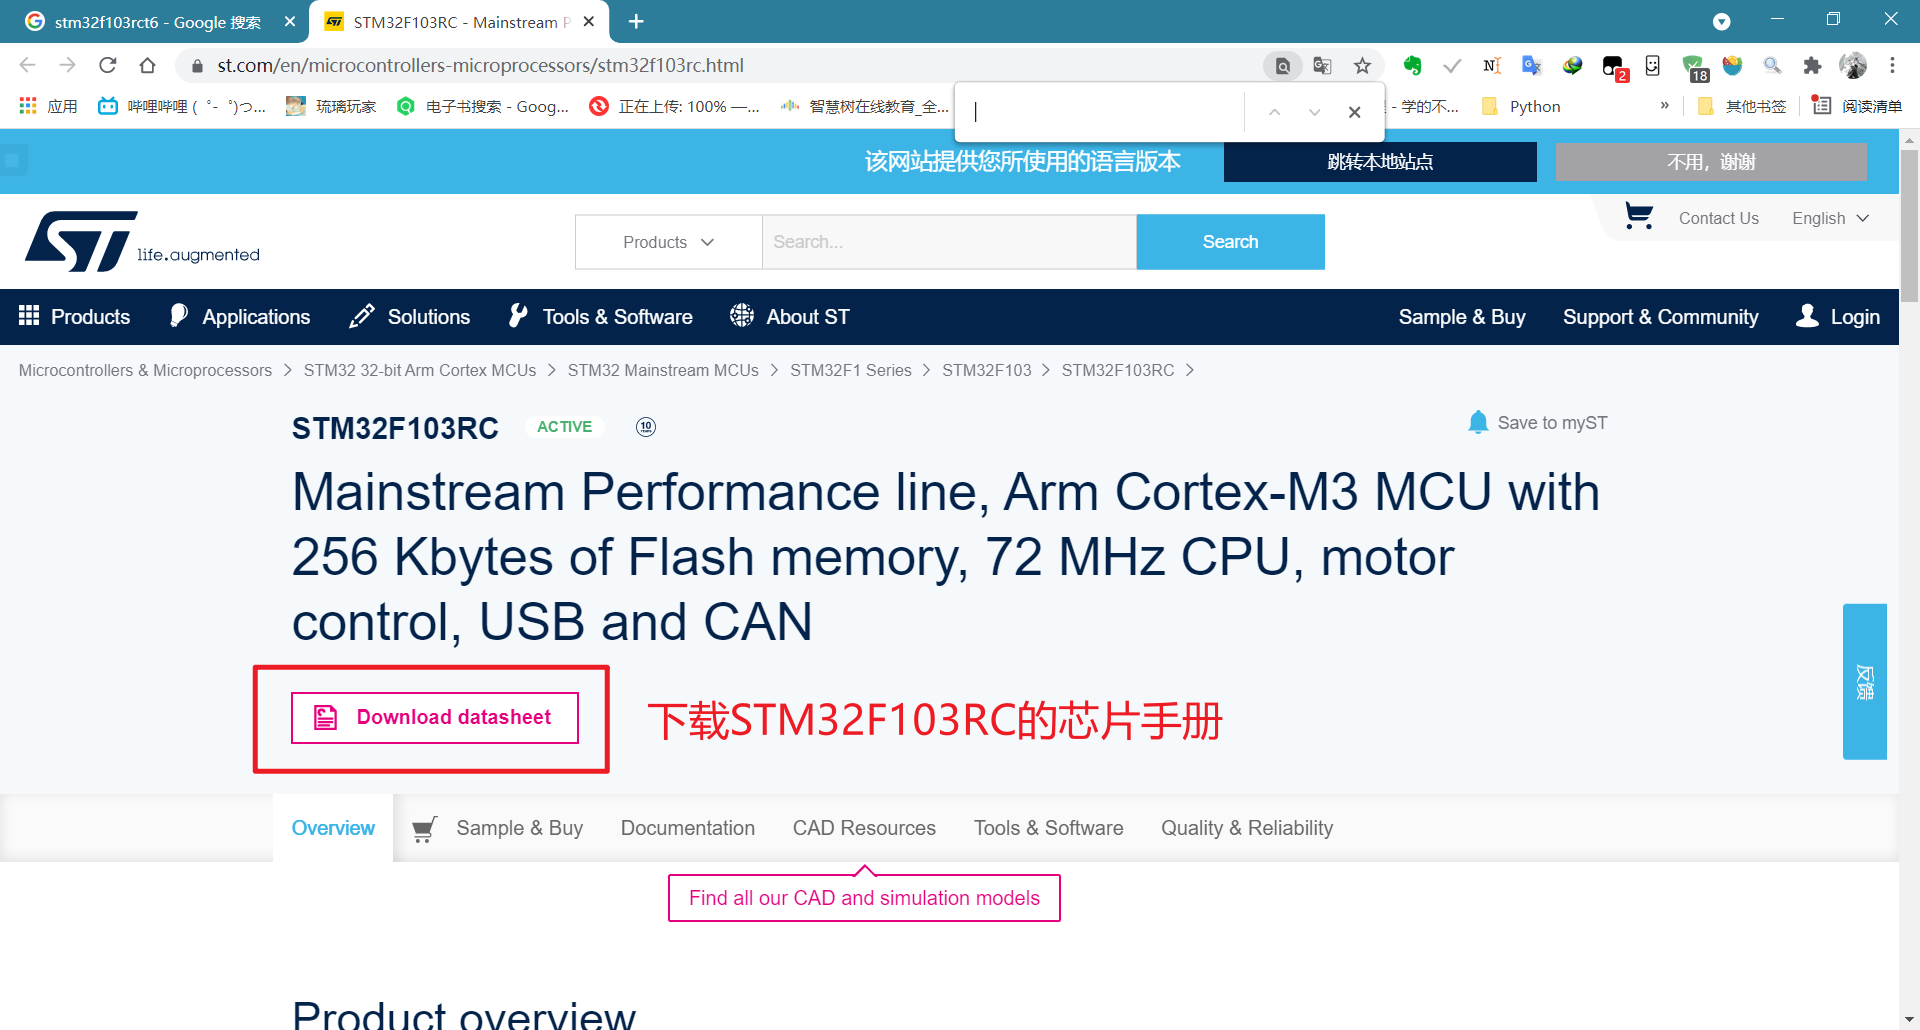 stm32f103rct6 - Google 搜索
STM32F103RC - Mainstream P
st.com/en/microcontrollers-microprocessors/stm32f103rc.html
2
18
应用
哔哩哔哩 ( ゜- ゜)つ...
琉璃玩家
电子书搜索 - Goog...
正在上传: 100% —...
智慧树在线教育_全...
- 学的不...
Python
»
其他书签
阅读清单
该网站提供您所使用的语言版本
跳转本地站点
不用，谢谢
ST life.augmented
Products
Search...
Search
Contact Us
English
Products
Applications
Solutions
Tools & Software
About ST
Sample & Buy
Support & Community
Login
Microcontrollers & Microprocessors > STM32 32-bit Arm Cortex MCUs > STM32 Mainstream MCUs > STM32F1 Series > STM32F103 > STM32F103RC >
STM32F103RC
ACTIVE
10
Save to myST
Mainstream Performance line, Arm Cortex-M3 MCU with
256 Kbytes of Flash memory, 72 MHz CPU, motor
control, USB and CAN
反馈
Download datasheet
下载STM32F103RC的芯片手册
Overview
Sample & Buy
Documentation
CAD Resources
Tools & Software
Quality & Reliability
Find all our CAD and simulation models
Product overview